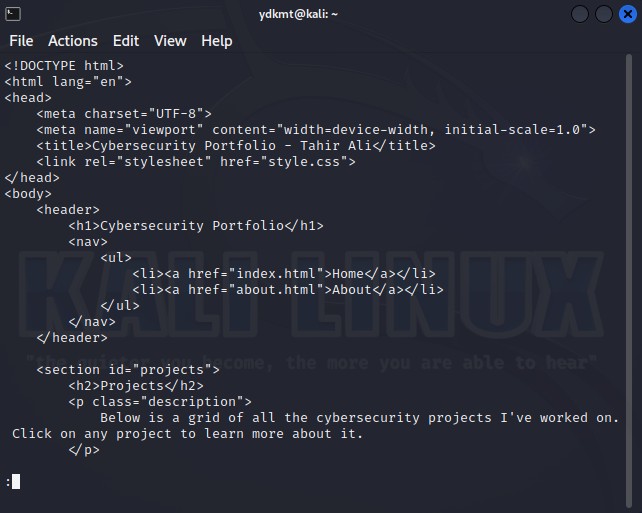 ydkmt@kali: ~
File Actions Edit View Help
<!DOCTYPE html>
<html lang="en">
<head>
    <meta charset="UTF-8">
    <meta name="viewport" content="width=device-width, initial-scale=1.0">
    <title>Cybersecurity Portfolio - Tahir Ali</title>
    <link rel="stylesheet" href="style.css">
</head>
<body>
    <header>
        <h1>Cybersecurity Portfolio</h1>
        <nav>
            <ul>
                <li><a href="index.html">Home</a></li>
                <li><a href="about.html">About</a></li>
            </ul>
        </nav>
    </header>
KALI LINUX
"the quieter you become, the more you are able to hear"
    <section id="projects">
        <h2>Projects</h2>
        <p class="description">
            Below is a grid of all the cybersecurity projects I've worked on.
 Click on any project to learn more about it.
        </p>
: